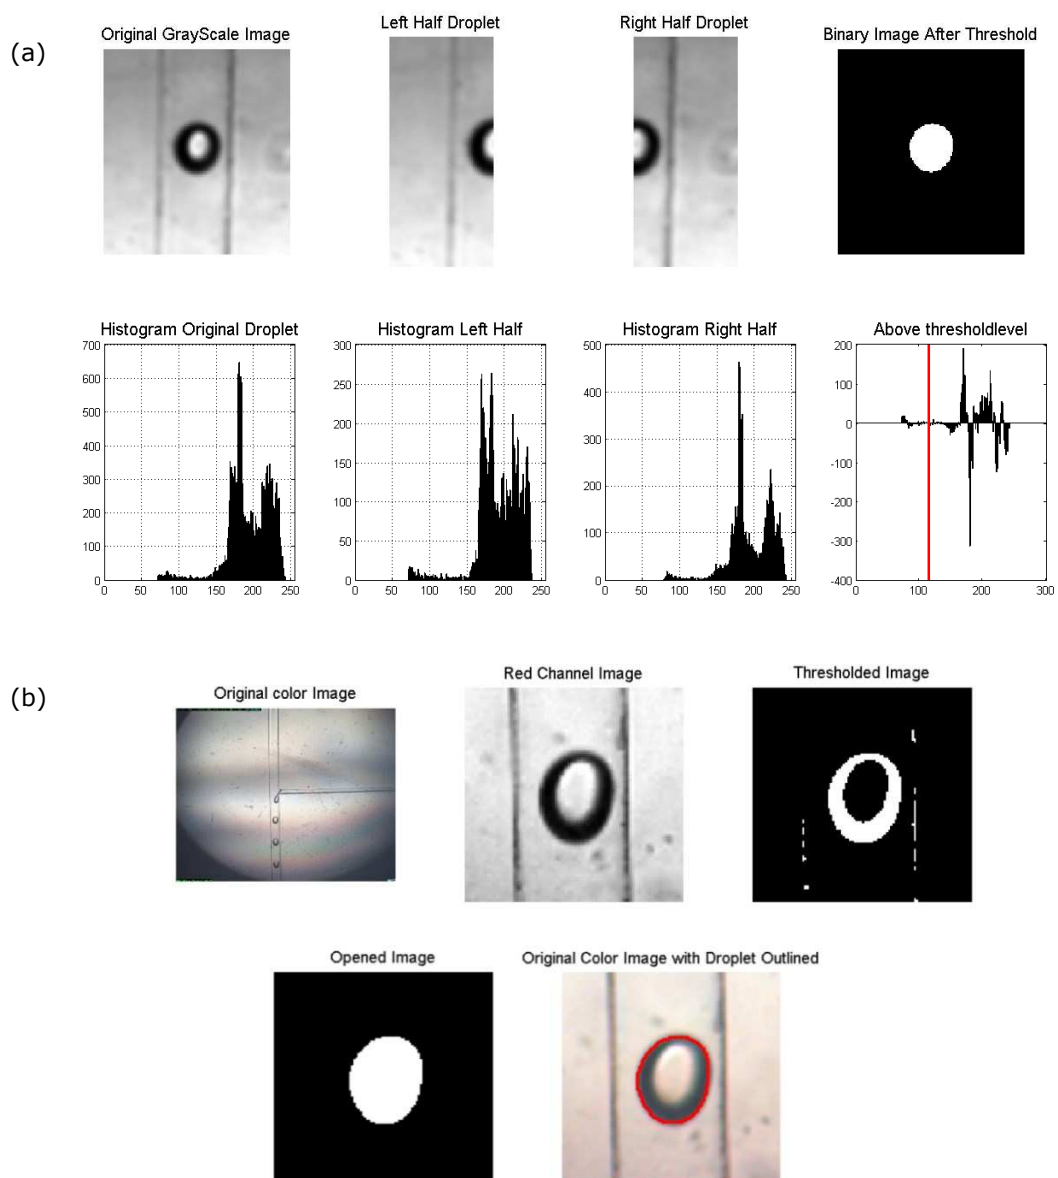 (a)
Original GrayScale Image
Left Half Droplet
Right Half Droplet
Binary Image After Threshold
Histogram Original Droplet
700
600
500
400
300
200
100
0
0 50 100 150 200 250
Histogram Left Half
300
250
200
150
100
50
0
0 50 100 150 200 250
Histogram Right Half
500
400
300
200
100
0
0 50 100 150 200 250
Above thresholdlevel
200
100
0
-100
-200
-300
-400
0 100 200 300
(b)
Original color Image
Red Channel Image
Thresholded Image
Opened Image
Original Color Image with Droplet Outlined